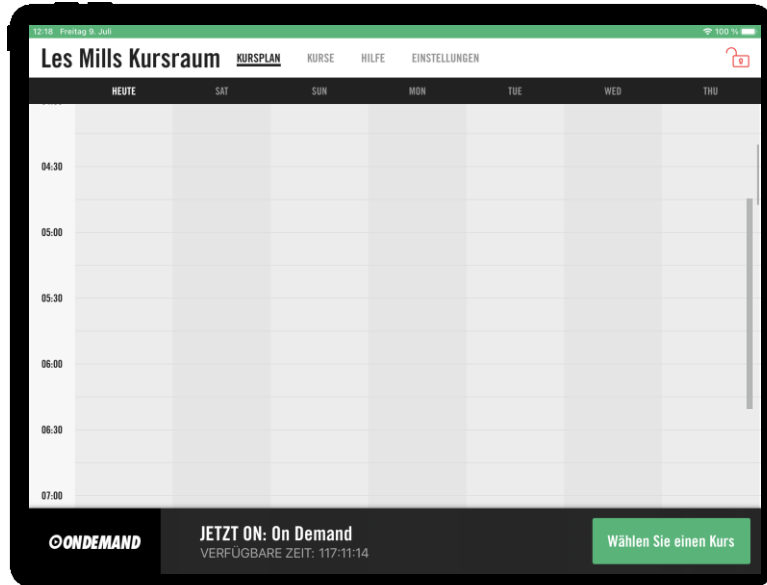 12:18 Freitag 9. Juli 100 %
Les Mills Kursraum KURSPLAN KURSE HILFE EINSTELLUNGEN
HEUTE SAT SUN MON TUE WED THU
04:30
05:00
05:30
06:00
06:30
07:00
ONDEMAND
JETZT ON: On Demand
VERFÜGBARE ZEIT: 117:11:14
Wählen Sie einen Kurs